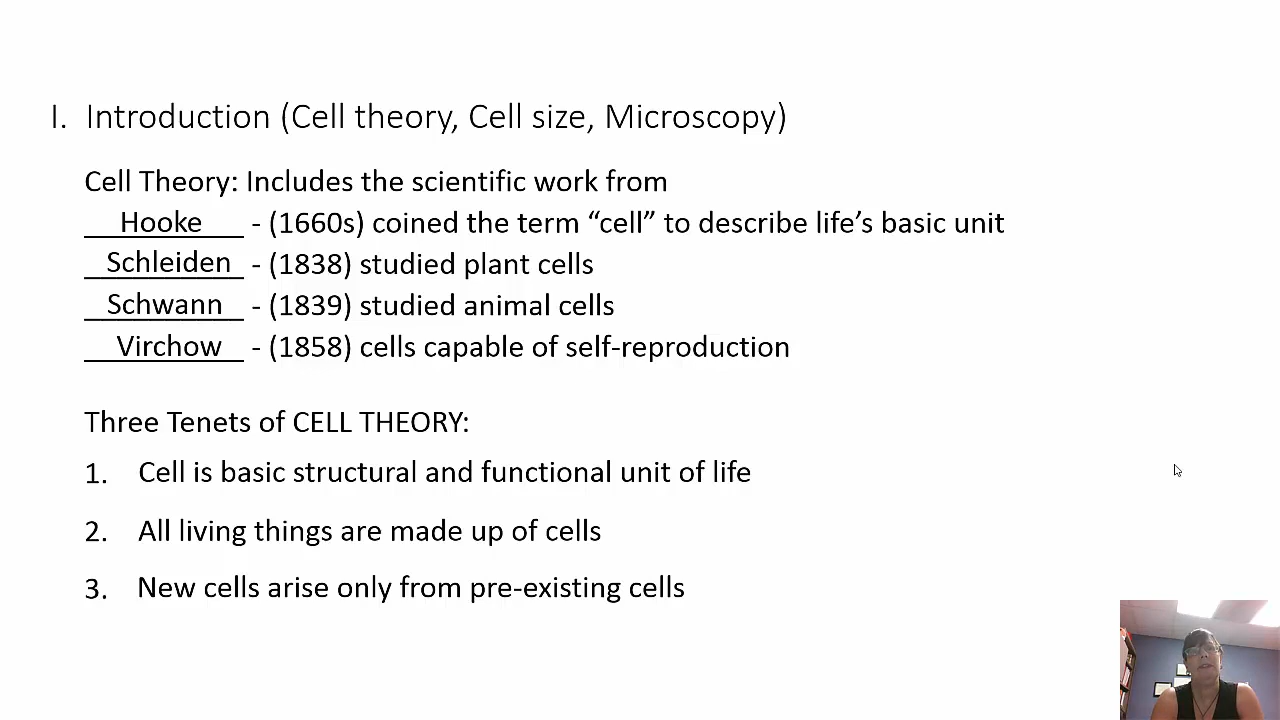 I. Introduction (Cell theory, Cell size, Microscopy)
Cell Theory: Includes the scientific work from
Hooke - (1660s) coined the term “cell” to describe life’s basic unit
Schleiden - (1838) studied plant cells
Schwann - (1839) studied animal cells
Virchow - (1858) cells capable of self-reproduction
Three Tenets of CELL THEORY:
1. Cell is basic structural and functional unit of life
2. All living things are made up of cells
3. New cells arise only from pre-existing cells